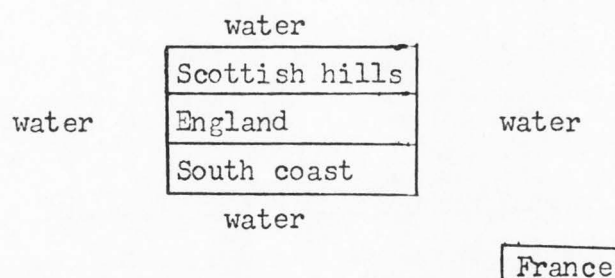 water
Scottish hills
water England water
South coast
water
France